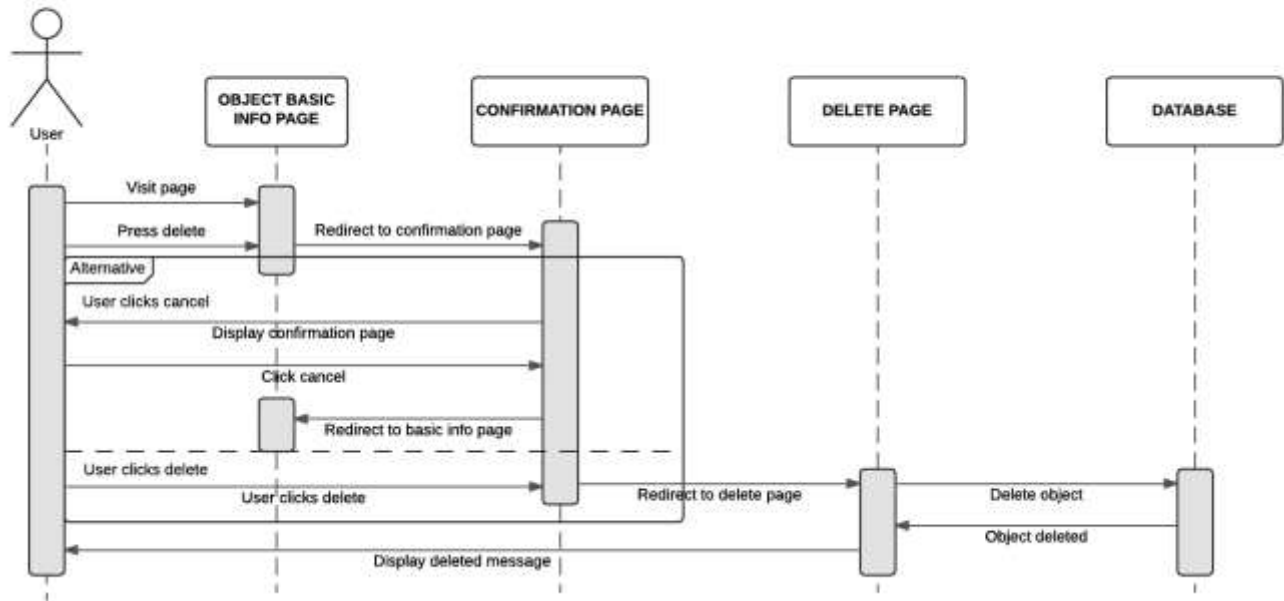 User
OBJECT BASIC
INFO PAGE
CONFIRMATION PAGE
DELETE PAGE
DATABASE
Visit page
Press delete
Redirect to confirmation page
Alternative
User clicks cancel
Display confirmation page
Click cancel
Redirect to basic info page
User clicks delete
User clicks delete
Redirect to delete page
Delete object
Object deleted
Display deleted message